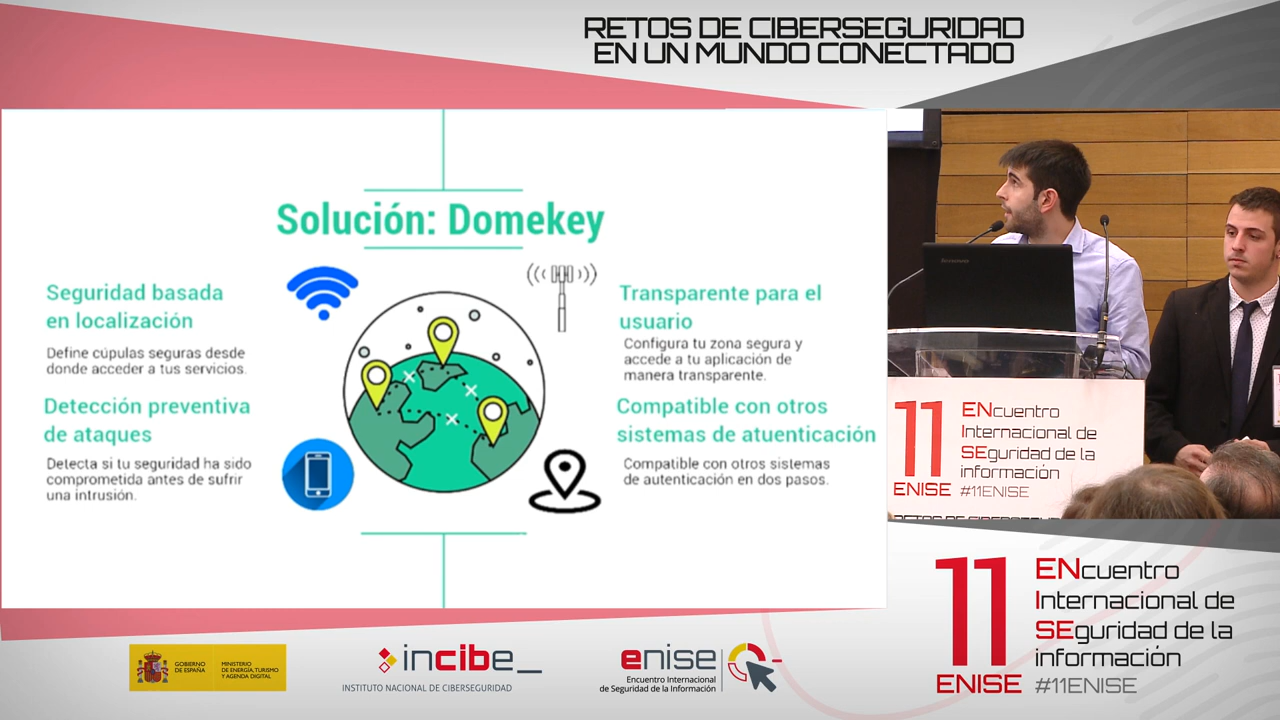 RETOS DE CIBERSEGURIDAD
EN UN MUNDO CONECTADO
Solución: Domekey
Seguridad basada
en localización
Define cúpulas seguras desde
donde acceder a tus servicios.
Detección preventiva
de ataques
Detecta si tu seguridad ha sido
comprometida antes de sufrir
una intrusión.
Transparente para el
usuario
Configura tu zona segura y
accede a tu aplicación de
manera transparente.
Compatible con otros
sistemas de atuenticación
Compatible con otros sistemas
de autenticación en dos pasos.
lenovo
11
ENISE
ENcuentro
Internacional de
SEguridad de la
información
#11ENISE
RETOS DE CIBERSEGURIDAD
11
ENISE
ENcuentro
Internacional de
SEguridad de la
información
#11ENISE
GOBIERNO
DE ESPAÑA
MINISTERIO
DE ENERGÍA, TURISMO
Y AGENDA DIGITAL
incibe_
INSTITUTO NACIONAL DE CIBERSEGURIDAD
enise
Encuentro Internacional
de Seguridad de la Información